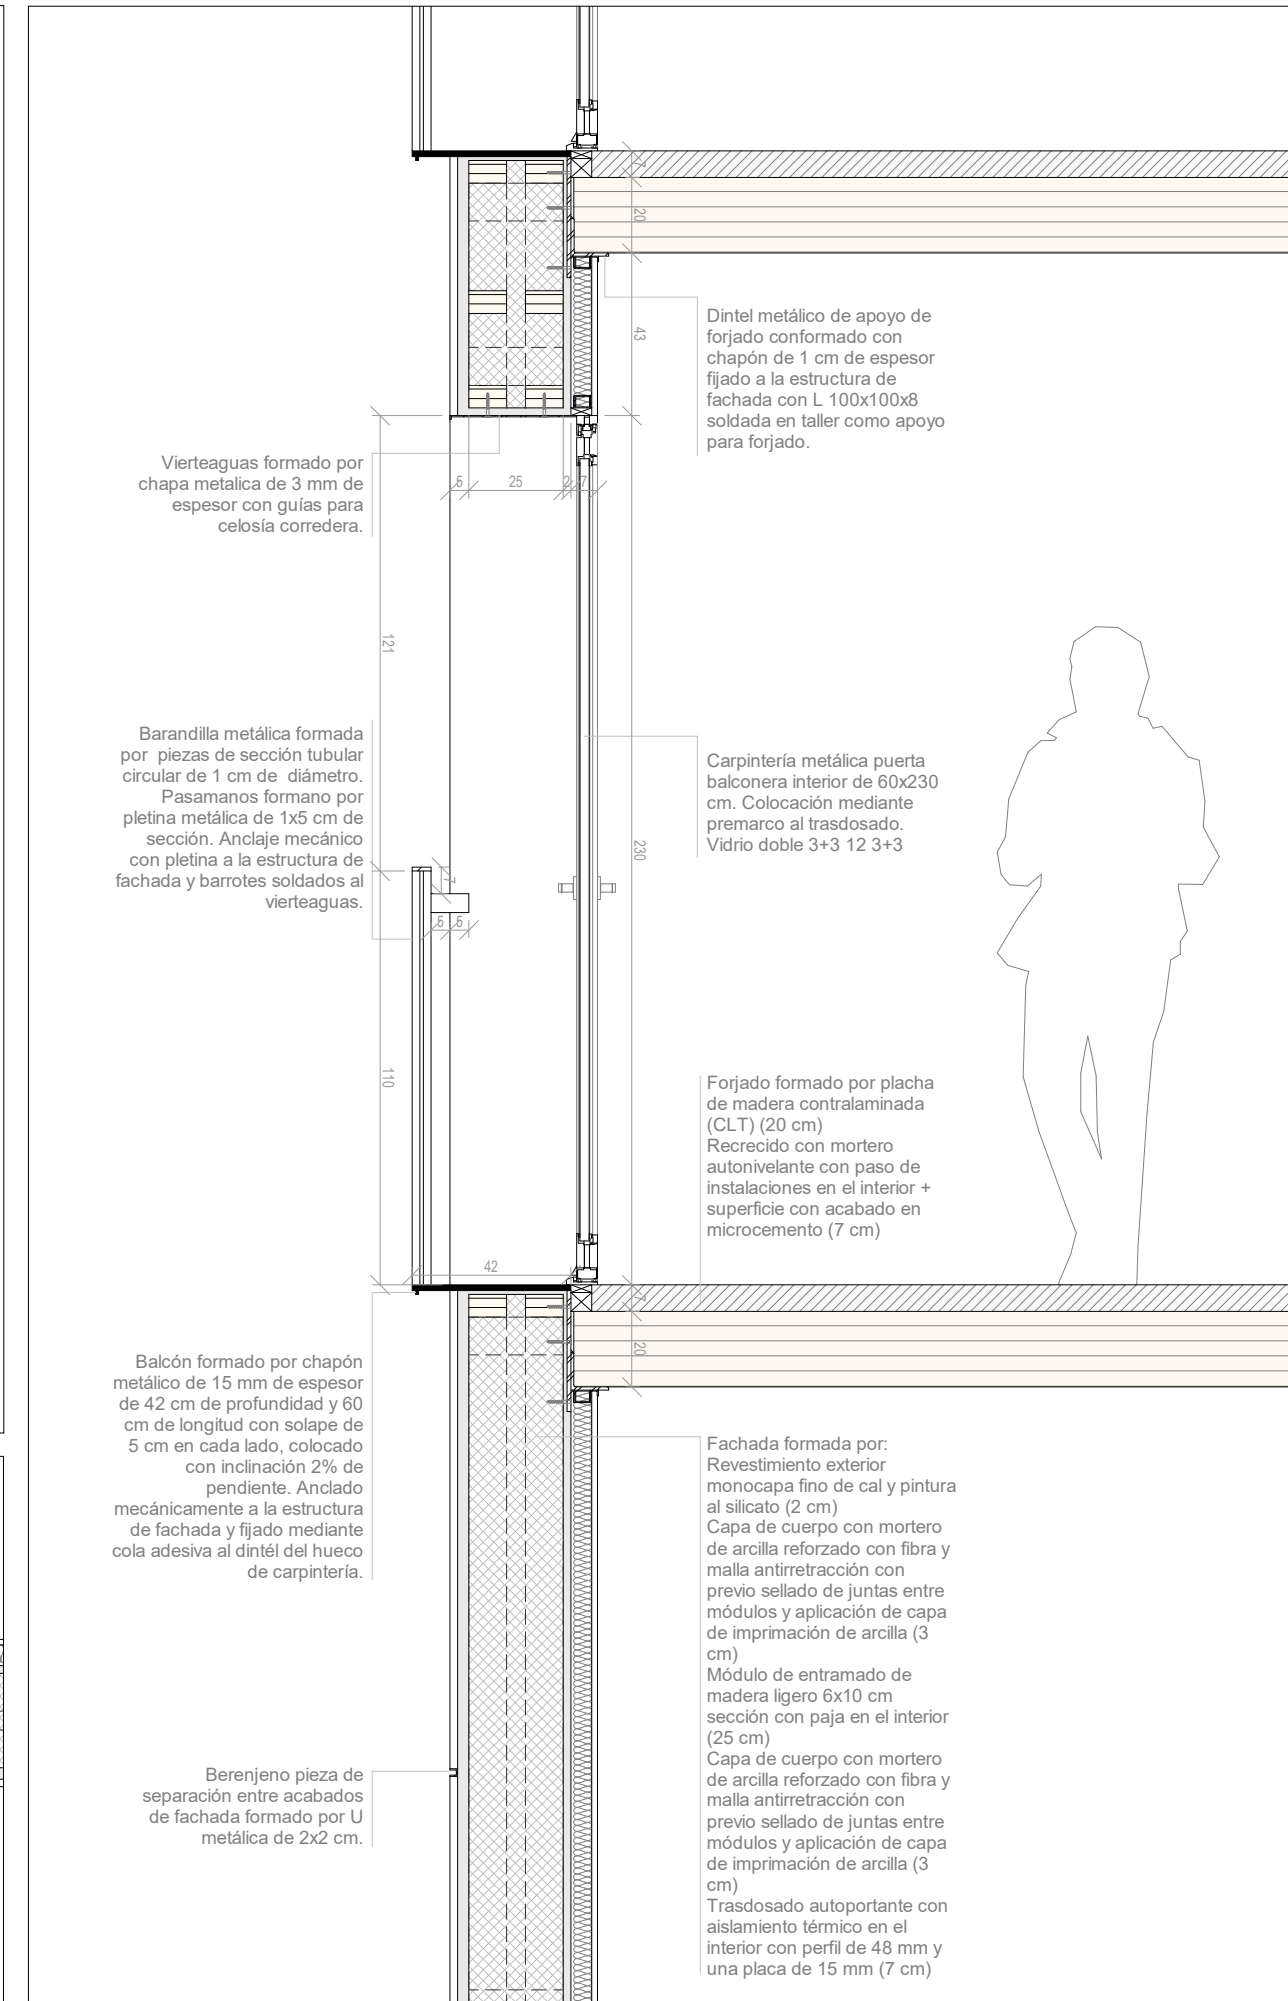 7
20
Dintel metálico de apoyo de
forjado conformado con
chapón de 1 cm de espesor
fijado a la estructura de
fachada con L 100x100x8
soldada en taller como apoyo
para forjado.
43
Vierteaguas formado por
chapa metalica de 3 mm de
espesor con guías para
celosía corredera.
5 25 2 7
121
Barandilla metálica formada
por piezas de sección tubular
circular de 1 cm de diámetro.
Pasamanos formano por
pletina metálica de 1x5 cm de
sección. Anclaje mecánico
con pletina a la estructura de
fachada y barrotes soldados al
vierteaguas.
Carpintería metálica puerta
balconera interior de 60x230
cm. Colocación mediante
premarco al trasdosado.
Vidrio doble 3+3 12 3+3
230
7
5 5
110
Forjado formado por placha
de madera contralaminada
(CLT) (20 cm)
Recrecido con mortero
autonivelante con paso de
instalaciones en el interior +
superficie con acabado en
microcemento (7 cm)
42
7
20
Balcón formado por chapón
metálico de 15 mm de espesor
de 42 cm de profundidad y 60
cm de longitud con solape de
5 cm en cada lado, colocado
con inclinación 2% de
pendiente. Anclado
mecánicamente a la estructura
de fachada y fijado mediante
cola adesiva al dintél del hueco
de carpintería.
Fachada formada por:
Revestimiento exterior
monocapa fino de cal y pintura
al silicato (2 cm)
Capa de cuerpo con mortero
de arcilla reforzado con fibra y
malla antirretracción con
previo sellado de juntas entre
módulos y aplicación de capa
de imprimación de arcilla (3
cm)
Módulo de entramado de
madera ligero 6x10 cm
sección con paja en el interior
(25 cm)
Capa de cuerpo con mortero
de arcilla reforzado con fibra y
malla antirretracción con
previo sellado de juntas entre
módulos y aplicación de capa
de imprimación de arcilla (3
cm)
Trasdosado autoportante con
aislamiento térmico en el
interior con perfil de 48 mm y
una placa de 15 mm (7 cm)
Berenjeno pieza de
separación entre acabados
de fachada formado por U
metálica de 2x2 cm.